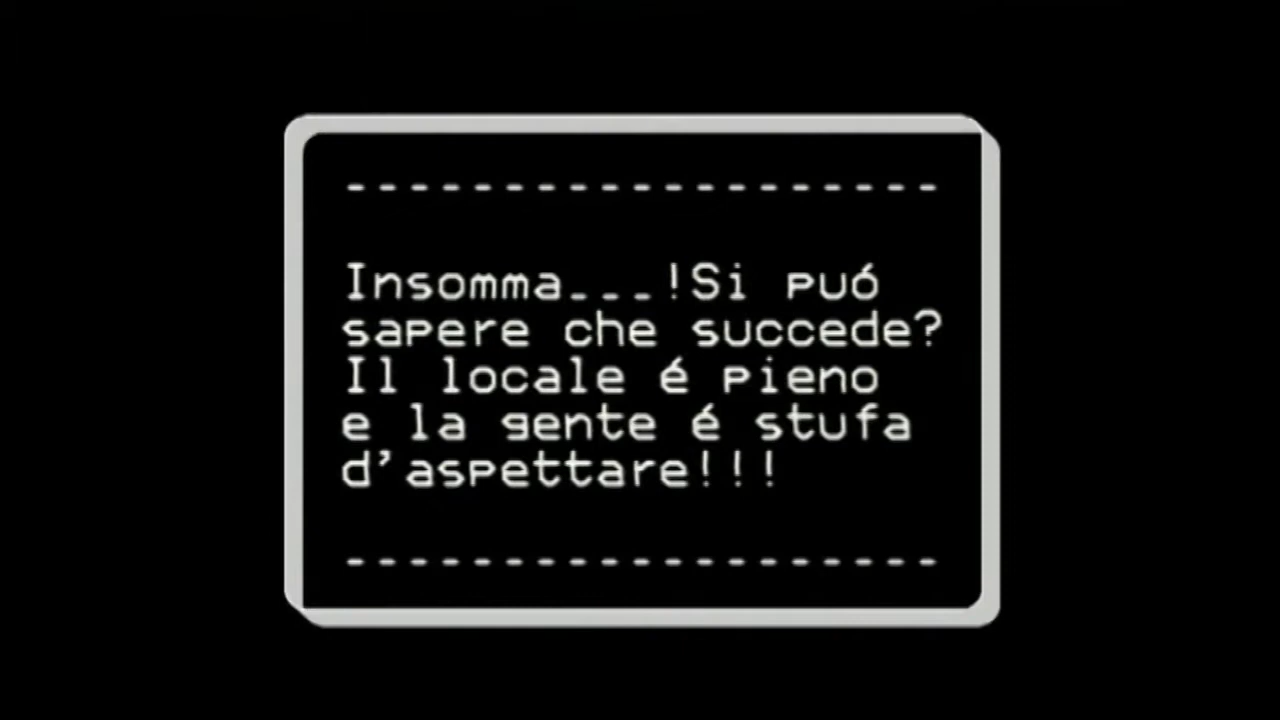 --------------------
Insomma...!Si puó
sapere che succede?
Il locale é pieno
e la gente é stufa
d'aspettare!!!
--------------------